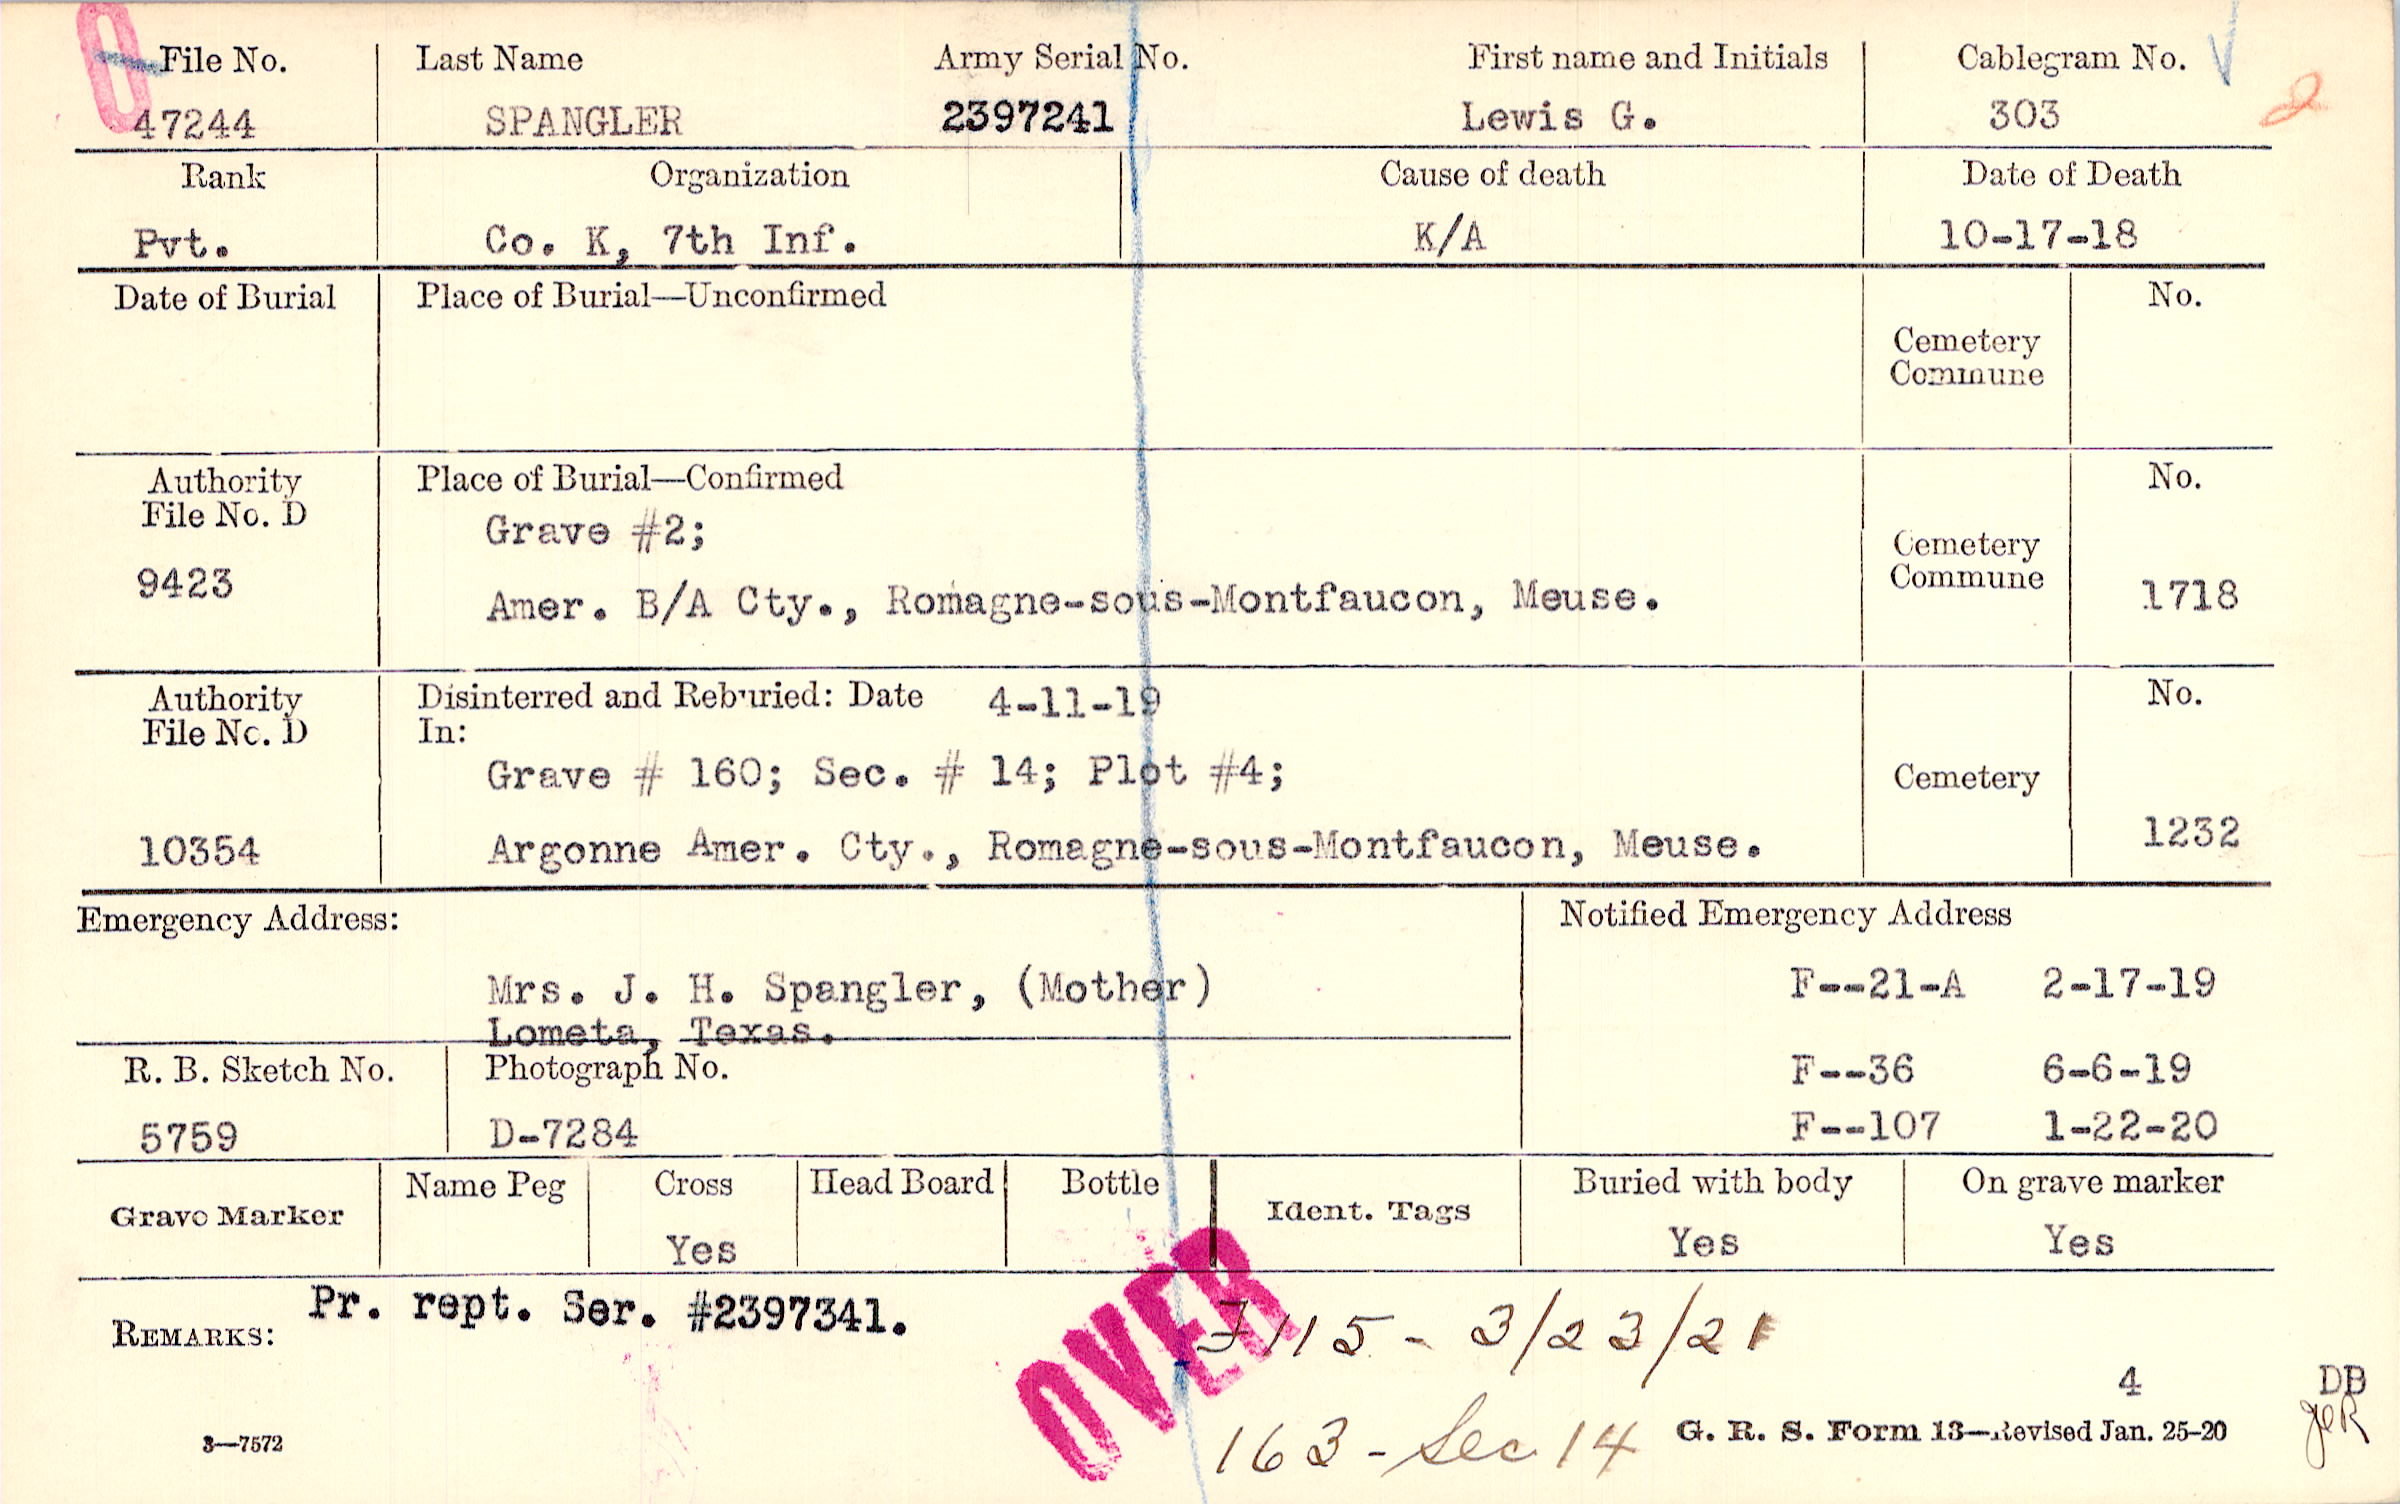 O
File No. Last Name Army Serial No. First name and Initials Cablegram No.
47244 SPANGLER 2397241 Lewis G. 303 2
Rank Organization Cause of death Date of Death
Pvt. Co. K, 7th Inf. K/A 10-17-18
Date of Burial Place of Burial—Unconfirmed No.
Cemetery
Commune
Authority Place of Burial—Confirmed No.
File No. D
Grave #2;
Cemetery
9423 Commune 1718
Amer. B/A Cty., Romagne-sous-Montfaucon, Meuse.
Authority Disinterred and Reburied: Date 4-11-19 No.
File No. D In:
Grave # 160; Sec. # 14; Plot #4; Cemetery
10354 Argonne Amer. Cty., Romagne-sous-Montfaucon, Meuse. 1232
Emergency Address: Notified Emergency Address
Mrs. J. H. Spangler, (Mother) F--21-A 2-17-19
Lometa, Texas.
R. B. Sketch No. Photograph No. F--36 6-6-19
5759 D-7284 F--107 1-22-20
Grave Marker Name Peg Cross Head Board Bottle Ident. Tags Buried with body On grave marker
Yes Yes Yes
REMARKS: Pr. rept. Ser. #2397341.
OVER
F115 - 3/23/21
4 DB
163 - Sec 14
3—7572 G. R. S. Form 13—Revised Jan. 25-20